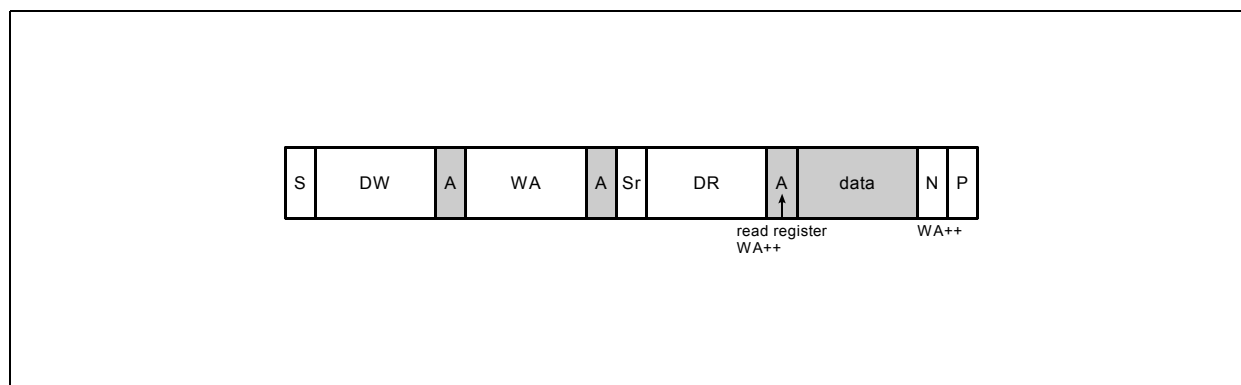 S DW A WA A Sr DR A data N P
read register WA++
WA++